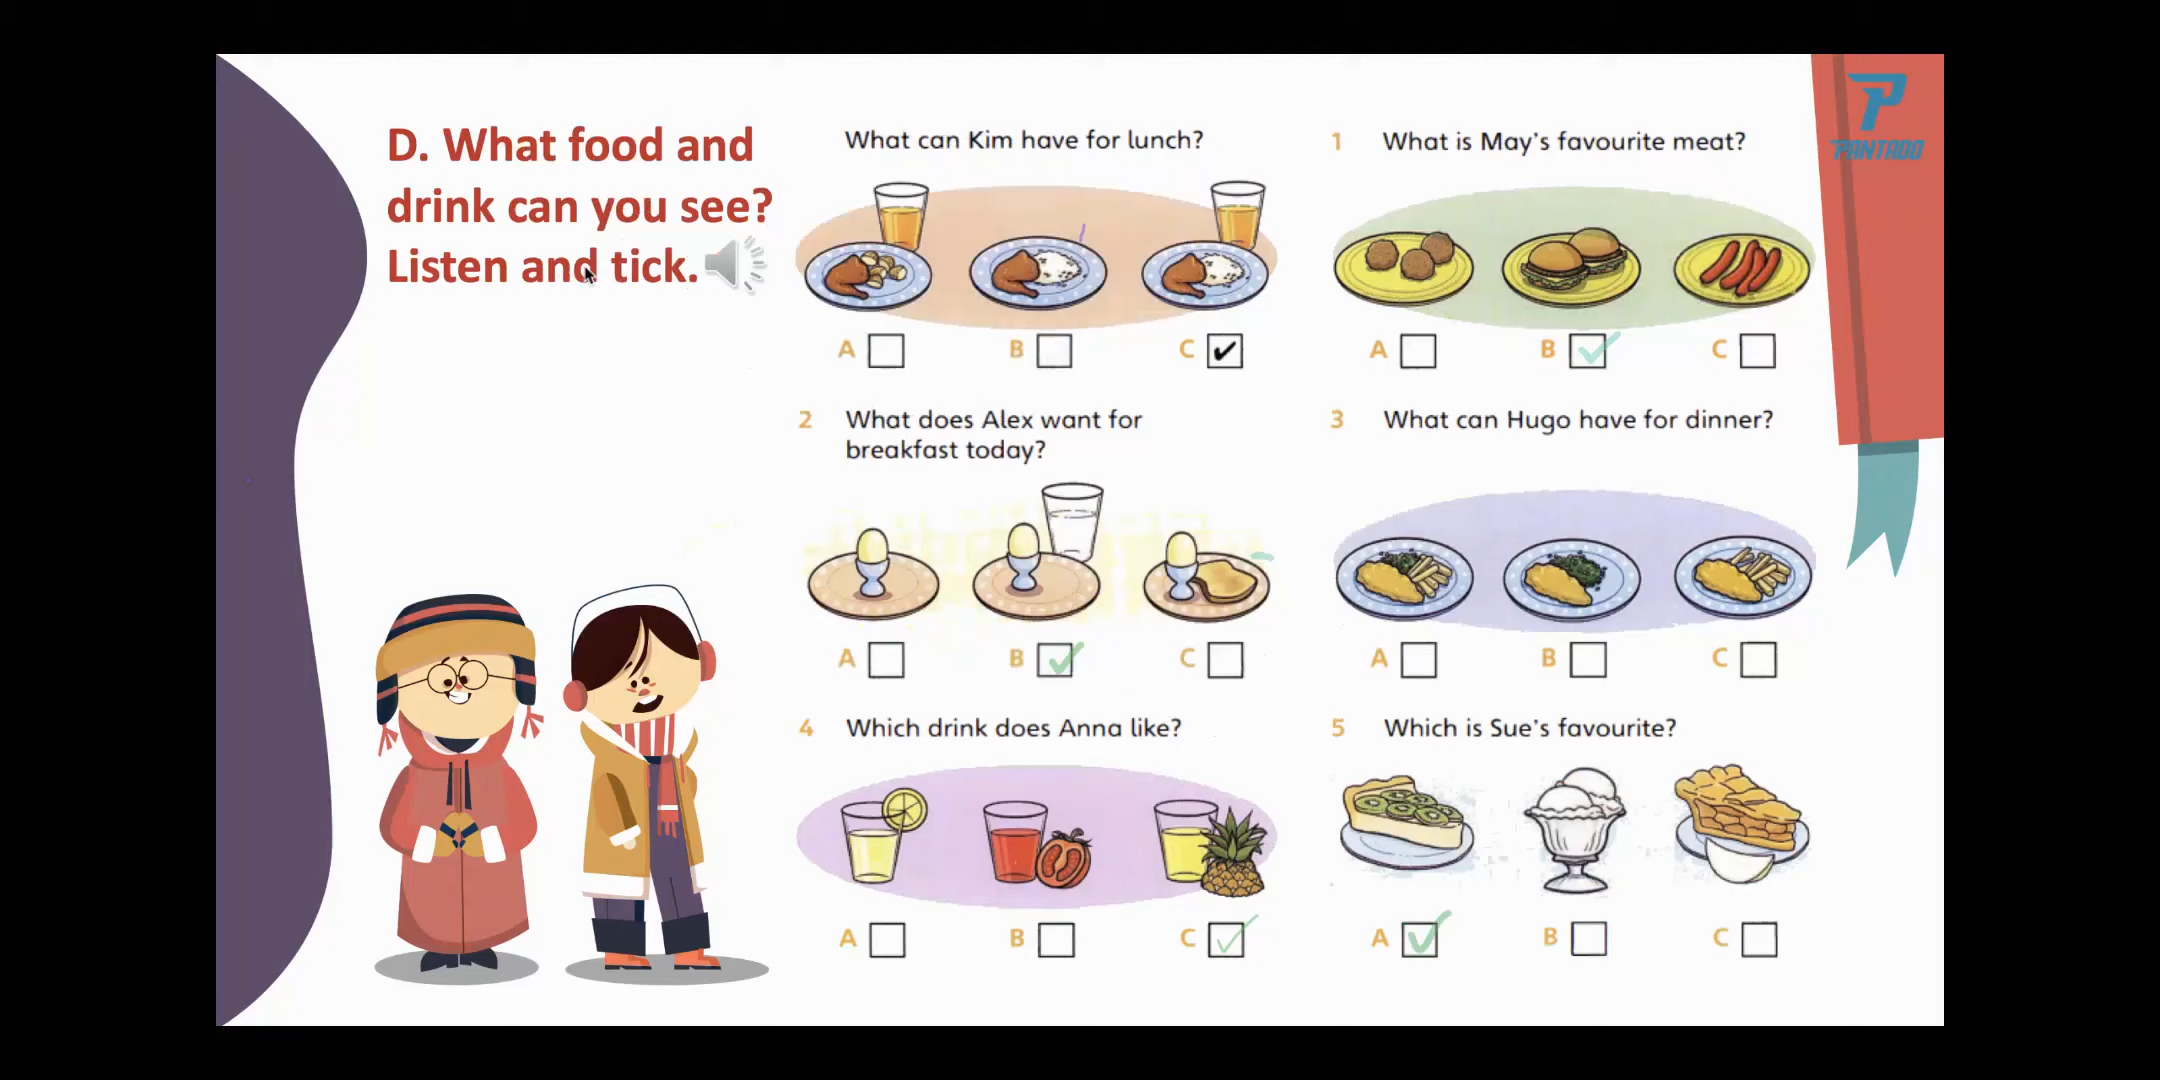 D. What food and
drink can you see?
Listen and tick.
What can Kim have for lunch?
A B C ✔
1 What is May's favourite meat?
A B ✓ C
2 What does Alex want for
breakfast today?
A B ✓ C
3 What can Hugo have for dinner?
A B C
4 Which drink does Anna like?
A B C ✓
5 Which is Sue's favourite?
A ✓ B C
PANTADO